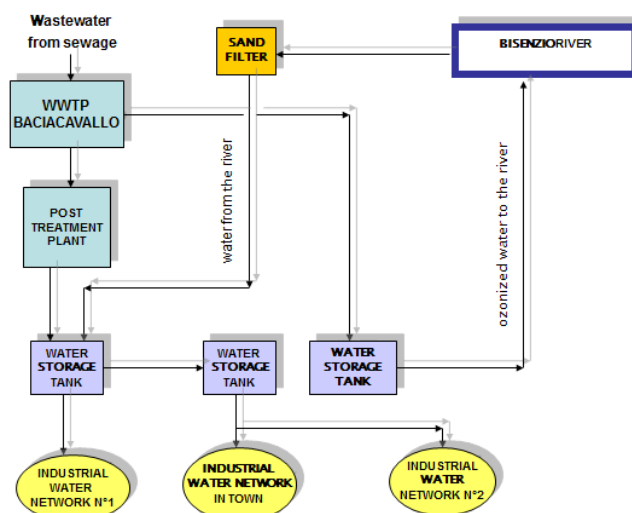 Wastewater
from sewage
SAND
FILTER
BISENZIORIVER
WWTP
BACIACAVALLO
water from the river
ozonized water to the river
POST
TREATMENT
PLANT
WATER
STORAGE
TANK
WATER
STORAGE
TANK
WATER
STORAGE
TANK
INDUSTRIAL
WATER
NETWORK N°1
INDUSTRIAL
WATER NETWORK
IN TOWN
INDUSTRIAL
WATER
NETWORK N°2